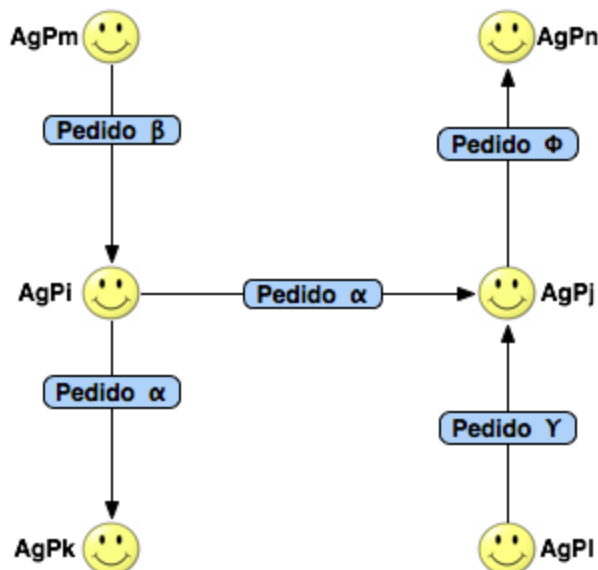 AgPm
AgPn
Pedido β
Pedido Φ
AgPi
Pedido α
AgPj
Pedido α
Pedido ϒ
AgPk
AgPl